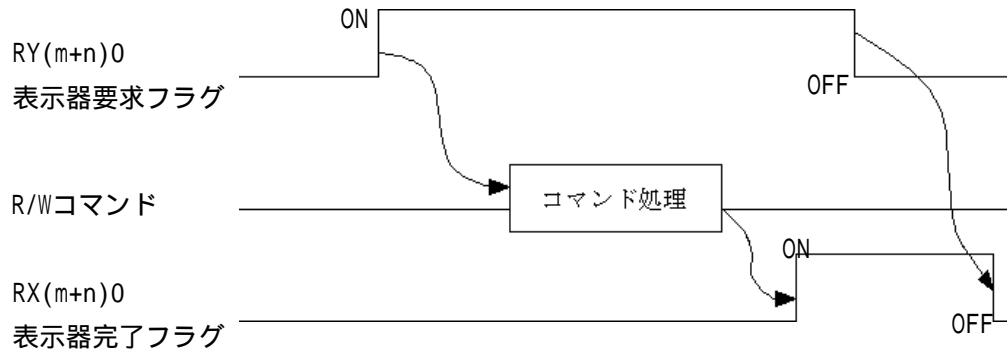 ON
RY(m+n)0
表示器要求フラグ
OFF
R/Wコマンド
コマンド処理
ON
RX(m+n)0
表示器完了フラグ
OFF